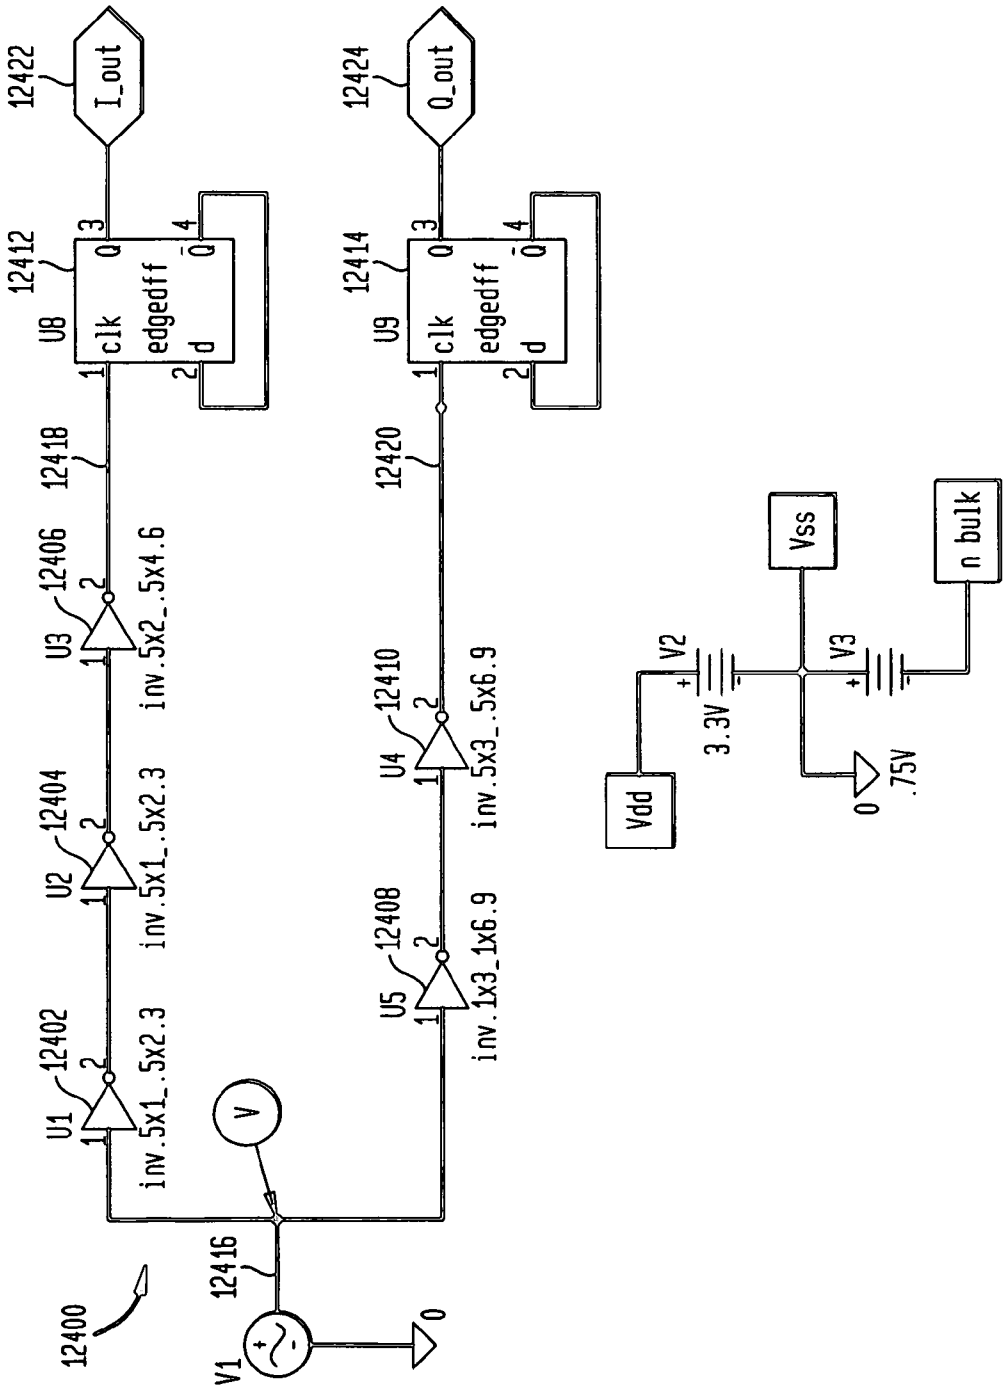 12400
V1
+
-
0
12416
V
U1
12402
1
2
inv.5x1_.5x2.3
U2
12404
1
2
inv.5x1_.5x2.3
U3
12406
1
2
inv.5x2_.5x4.6
12418
U8
12412
1
clk
Q
3
edgedff
2
d
Q̅
4
12422
I_out
U5
12408
1
2
inv.1x3_1x6.9
U4
12410
1
2
inv.5x3_.5x6.9
12420
U9
12414
1
clk
Q
3
edgedff
2
d
Q̅
4
12424
Q_out
Vdd
V2
+
-
3.3V
Vss
0
V3
+
-
.75V
n bulk